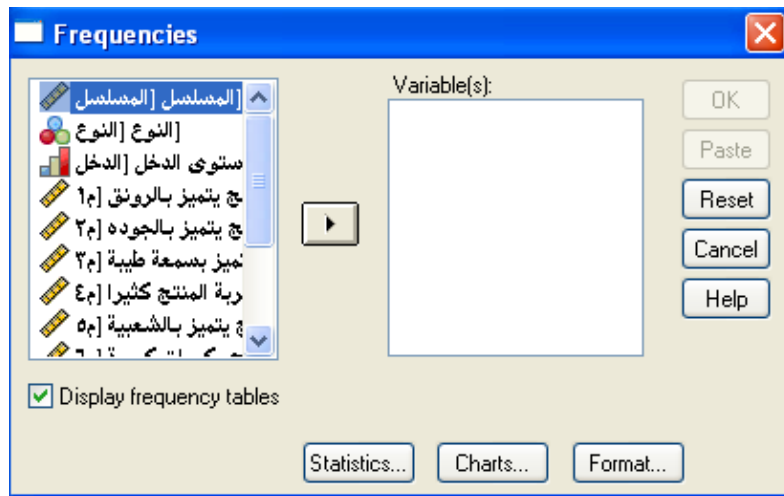 Frequencies
المسلسل [المسلسل]
النوع [النوع]
ستوى الدخل [الدخل
ج يتميز بالرونق [م١
ج يتميز بالجوده [م٢
تميز بسمعة طيبة [م٣
ربة المنتج كثيرا [م٤
ج يتميز بالشعبية [م٥
Variable(s):
OK
Paste
Reset
Cancel
Help
Display frequency tables
Statistics...
Charts...
Format...